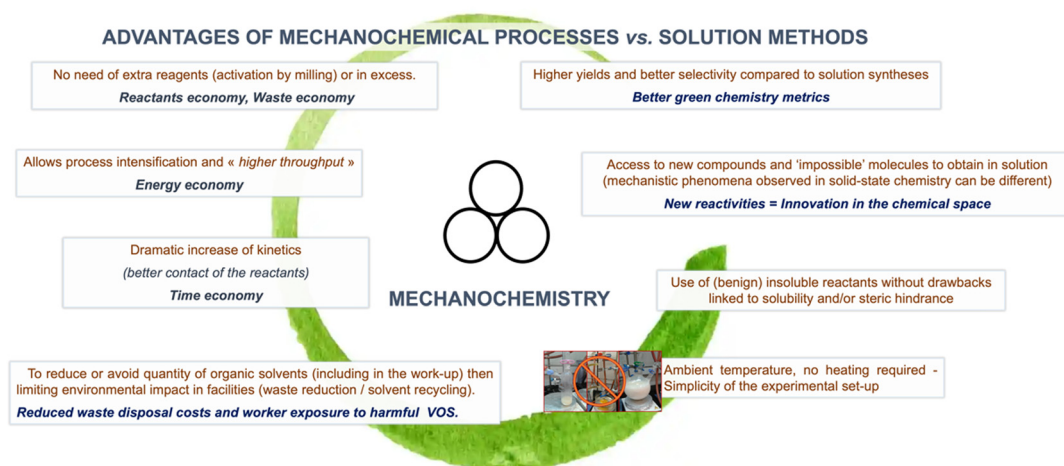 ADVANTAGES OF MECHANOCHEMICAL PROCESSES vs. SOLUTION METHODS
No need of extra reagents (activation by milling) or in excess.
Reactants economy, Waste economy
Higher yields and better selectivity compared to solution syntheses
Better green chemistry metrics
Allows process intensification and « higher throughput »
Energy economy
Access to new compounds and ‘impossible’ molecules to obtain in solution
(mechanistic phenomena observed in solid-state chemistry can be different)
New reactivities = Innovation in the chemical space
Dramatic increase of kinetics
(better contact of the reactants)
Time economy
MECHANOCHEMISTRY
Use of (benign) insoluble reactants without drawbacks
linked to solubility and/or steric hindrance
To reduce or avoid quantity of organic solvents (including in the work-up) then
limiting environmental impact in facilities (waste reduction / solvent recycling).
Reduced waste disposal costs and worker exposure to harmful VOS.
Ambient temperature, no heating required -
Simplicity of the experimental set-up